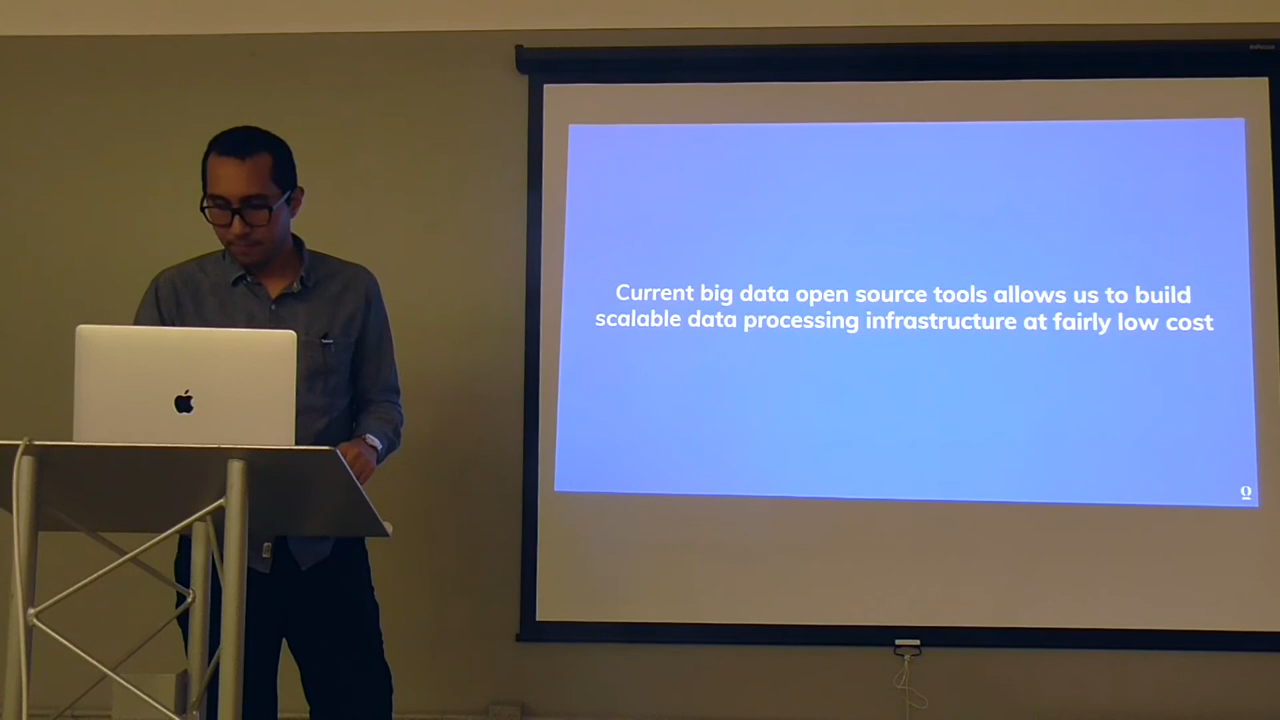 Current big data open source tools allows us to build
scalable data processing infrastructure at fairly low cost